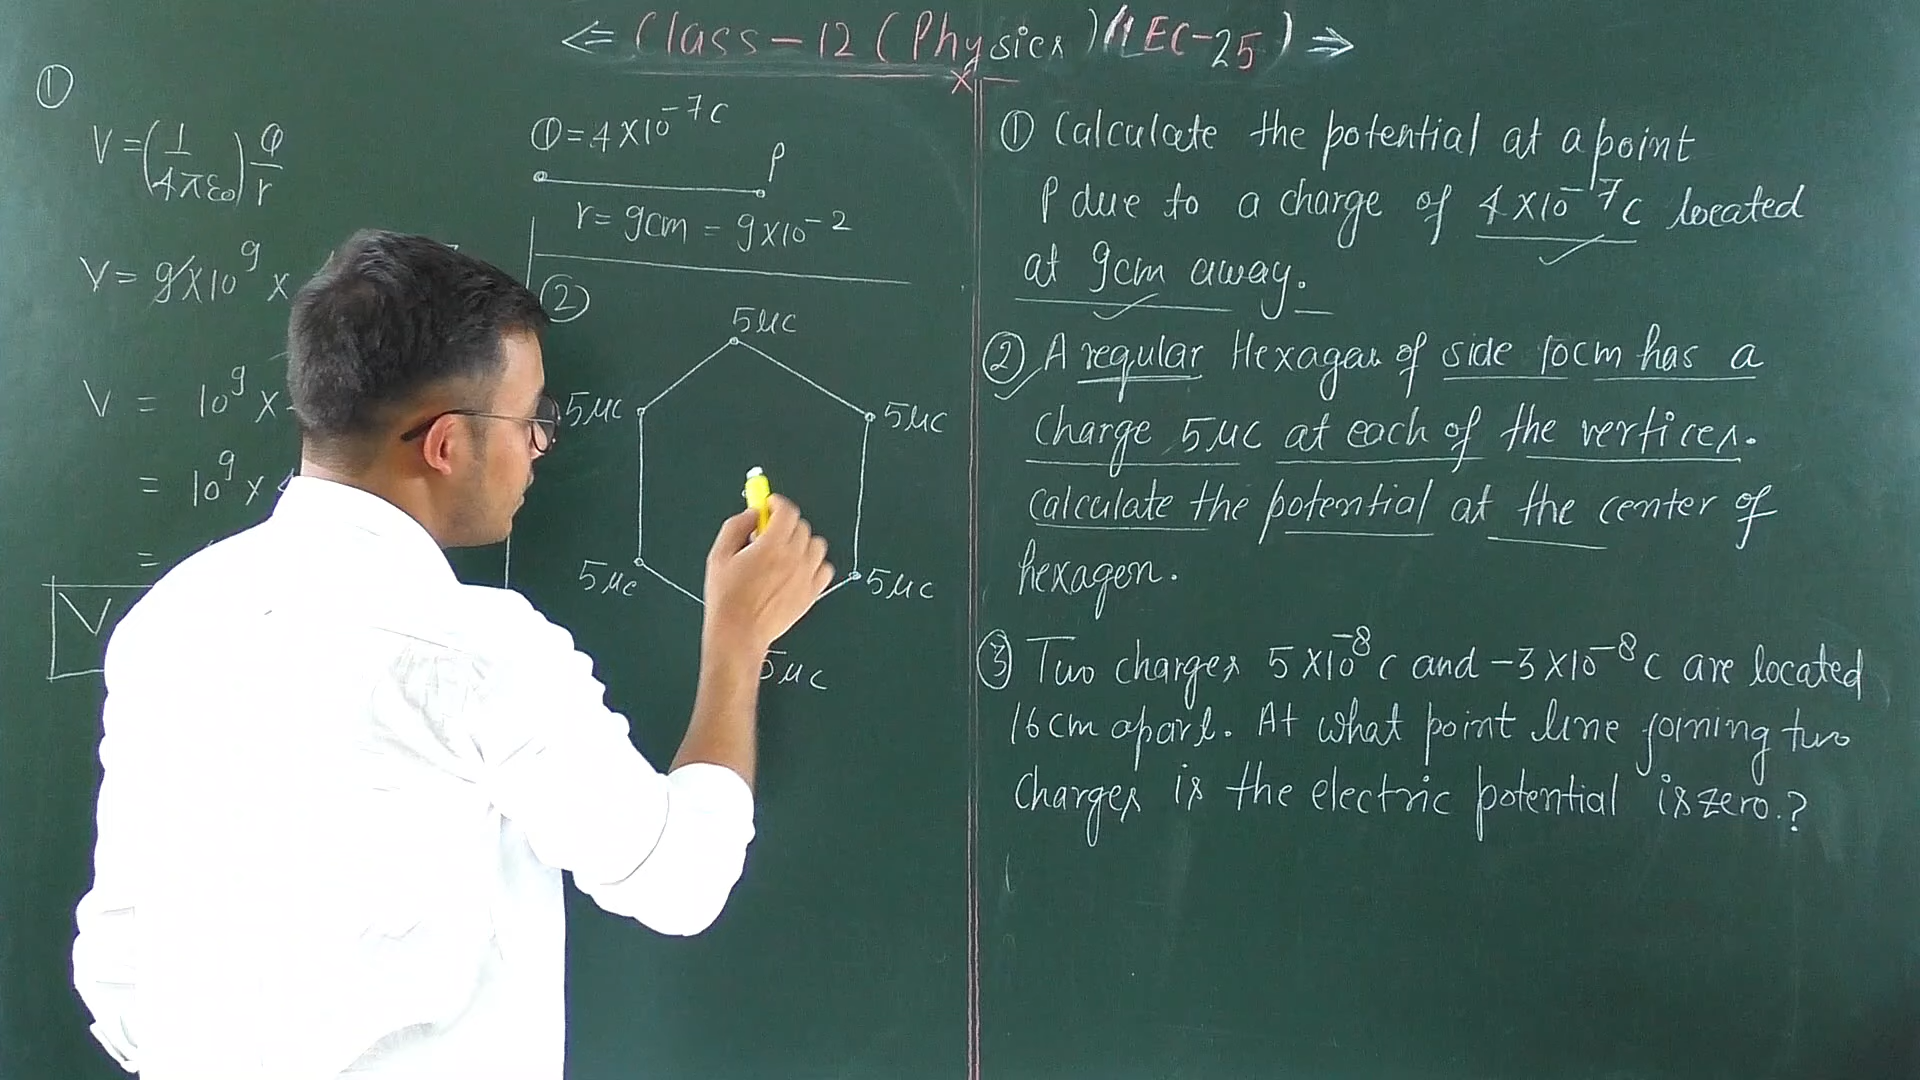 ⇐ Class-12 (Physics) (LEC-25) ⇒
①
V = (1/4πε₀) Q/r
V = 9×10⁹ ×
V = 10⁹ ×
= 10⁹ ×
=
V
Q = 4×10⁻⁷ C
P
r = 9cm = 9×10⁻²
②
5μC
5μC
5μC
5μC
5μC
5μC
① Calculate the potential at a point
P due to a charge of 4×10⁻⁷ C located
at 9cm away.
② A regular Hexagon of side 10cm has a
charge 5μC at each of the vertices.
Calculate the potential at the center of
hexagon.
③ Two charges 5×10⁻⁸ C and -3×10⁻⁸ C are located
16cm apart. At what point line joining two
charges is the electric potential is zero.?